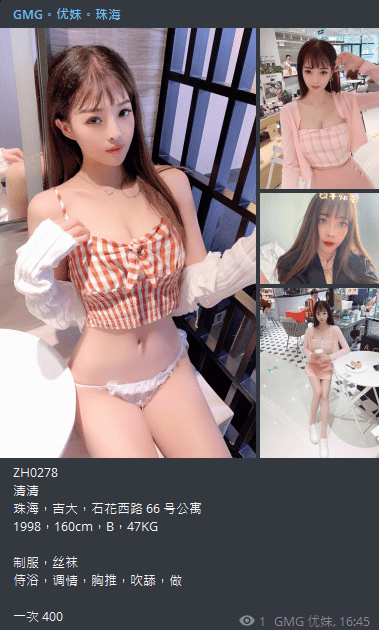 GMG。优妹。珠海
ZH0278
清清
珠海，吉大，石花西路 66 号公寓
1998，160cm，B，47KG
制服，丝袜
侍浴，调情，胸推，吹舔，做
一次 400
1 GMG 优妹, 16:45